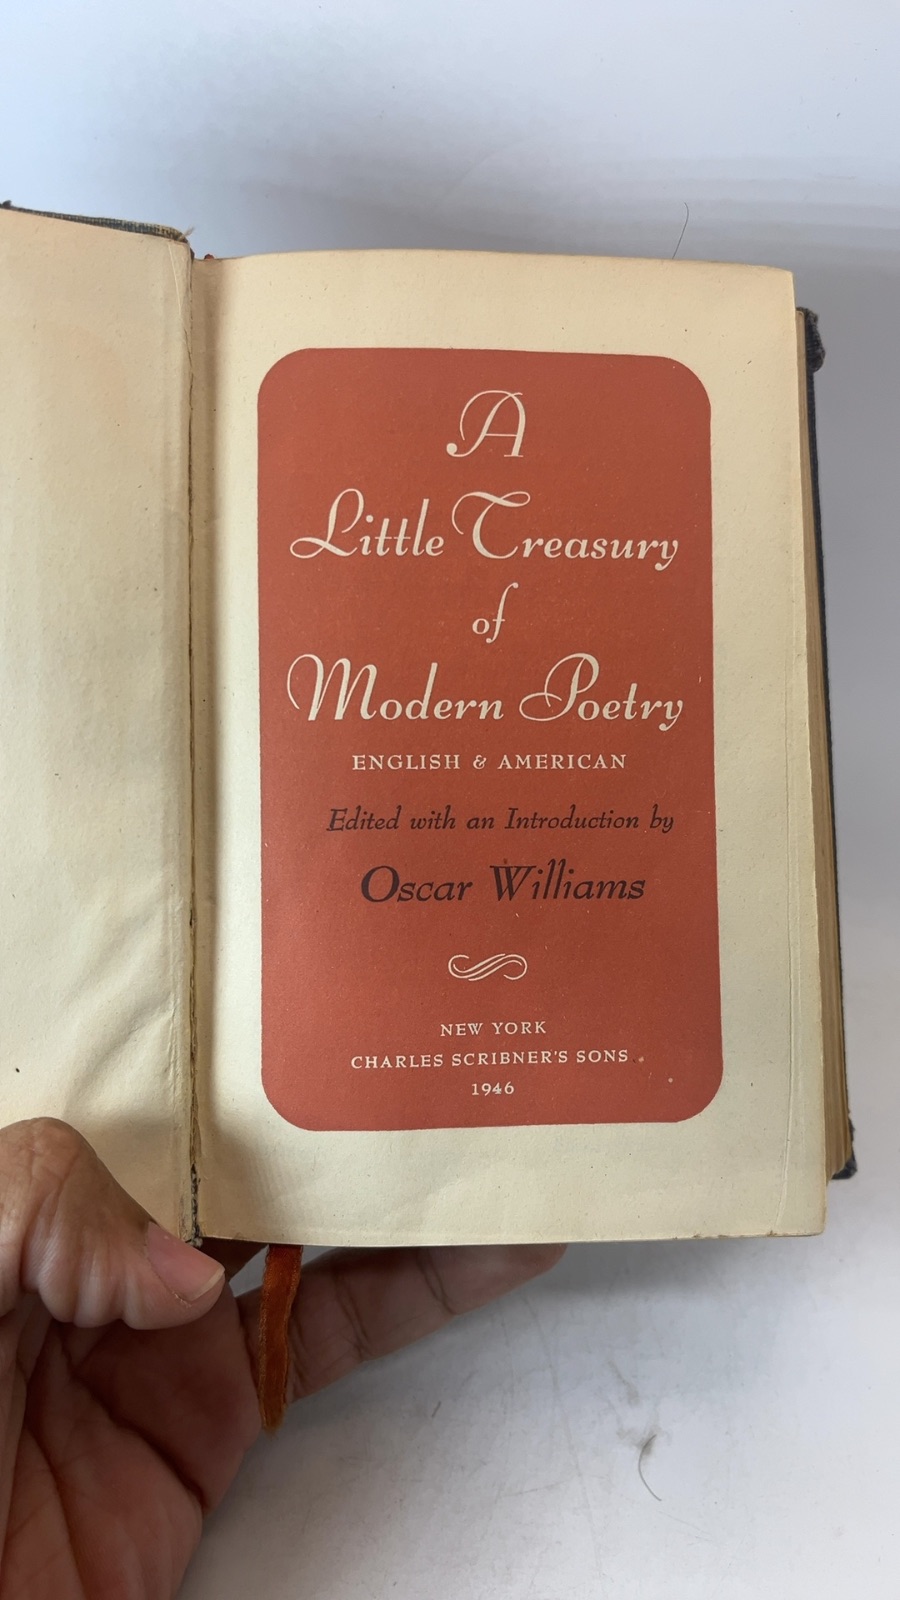 A
Little Treasury
of
Modern Poetry
ENGLISH & AMERICAN
Edited with an Introduction by
Oscar Williams
NEW YORK
CHARLES SCRIBNER'S SONS
1946